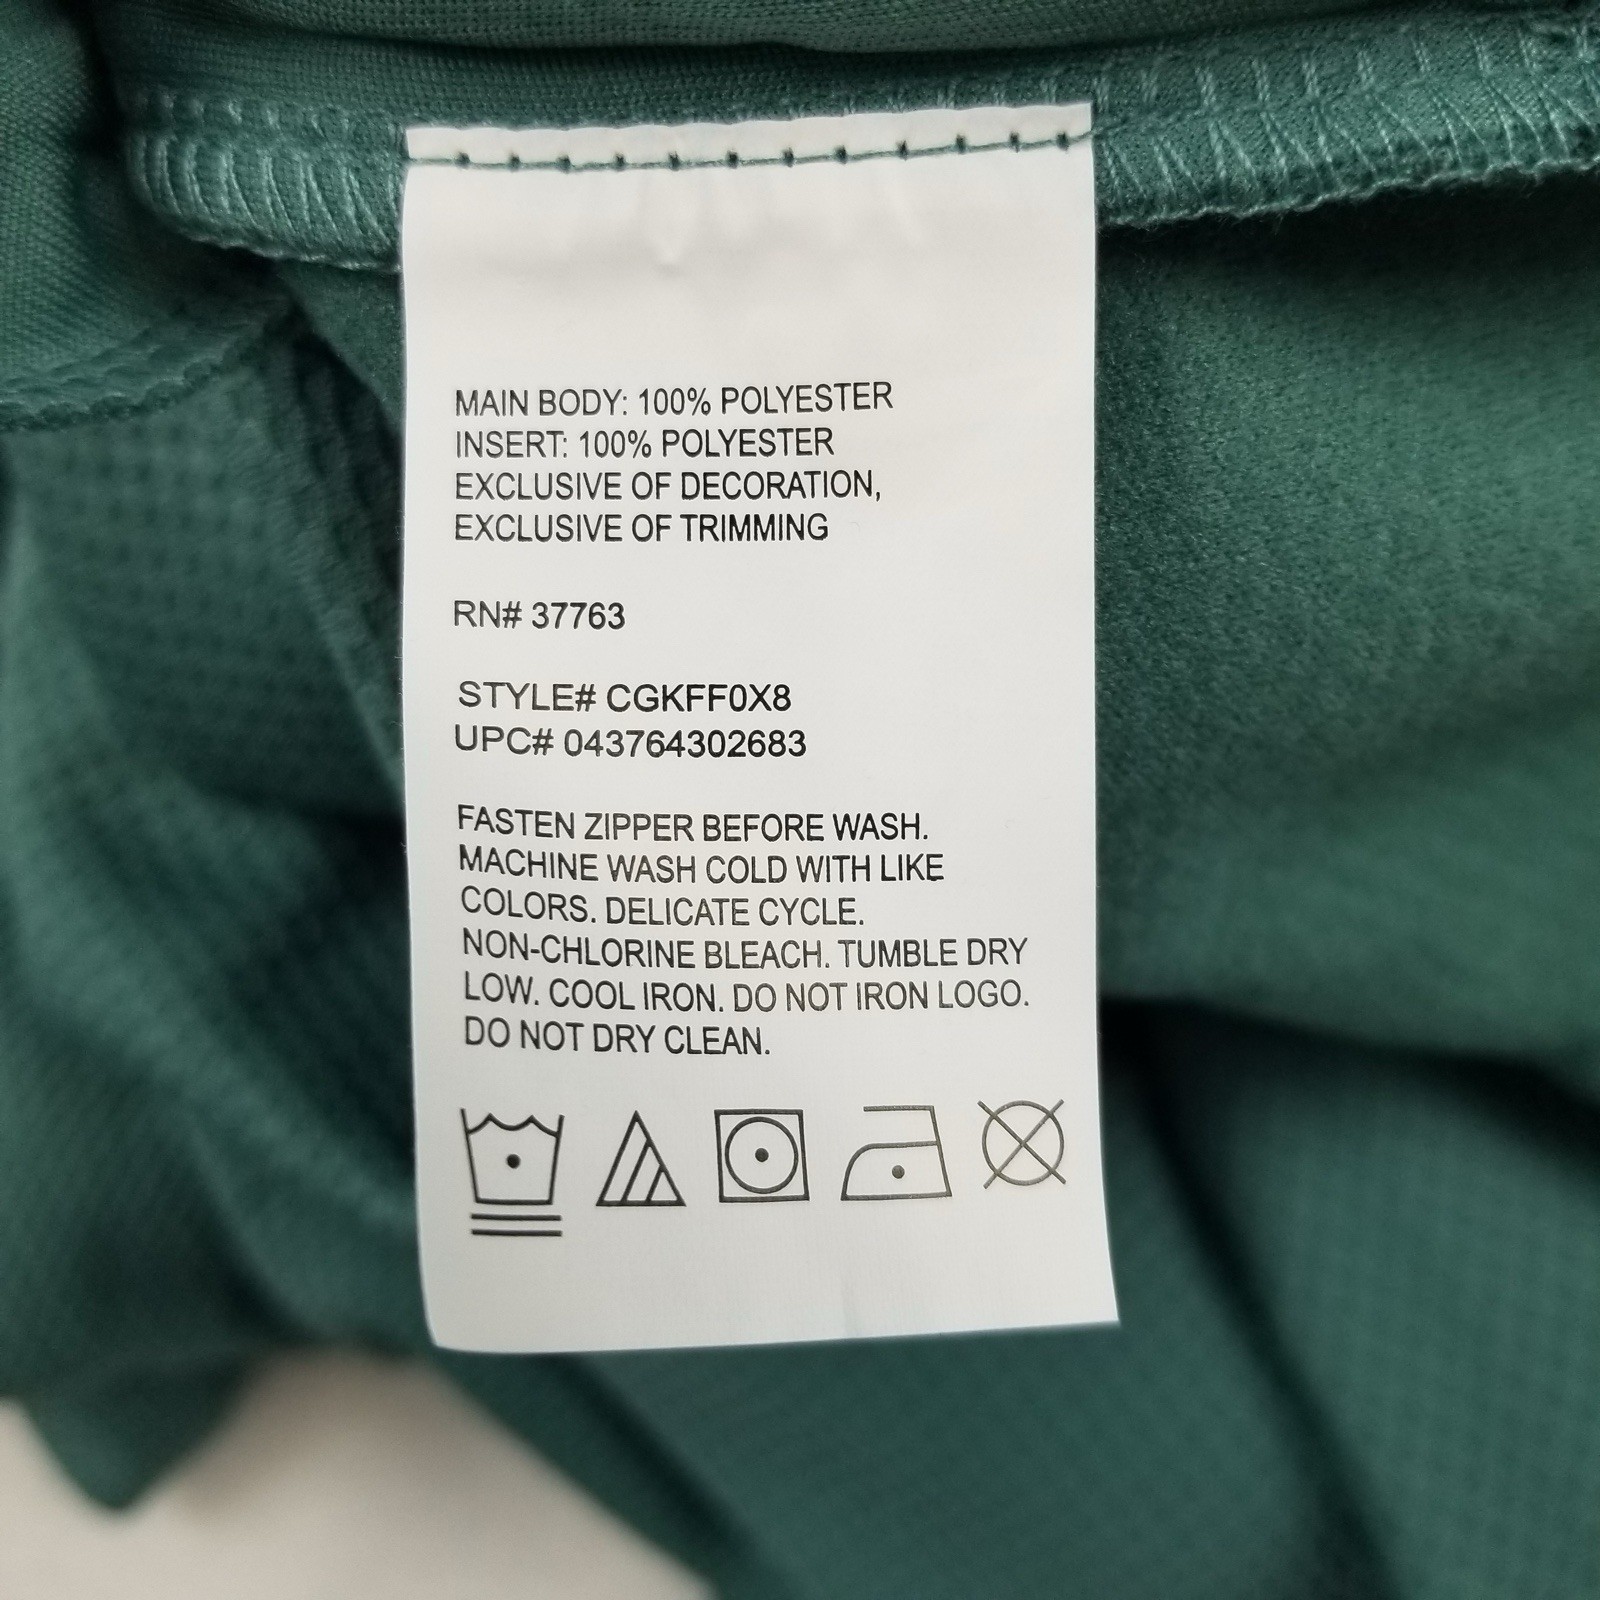 MAIN BODY: 100% POLYESTER
INSERT: 100% POLYESTER
EXCLUSIVE OF DECORATION,
EXCLUSIVE OF TRIMMING
RN# 37763
STYLE# CGKFF0X8
UPC# 043764302683
FASTEN ZIPPER BEFORE WASH.
MACHINE WASH COLD WITH LIKE
COLORS. DELICATE CYCLE.
NON-CHLORINE BLEACH. TUMBLE DRY
LOW. COOL IRON. DO NOT IRON LOGO.
DO NOT DRY CLEAN.